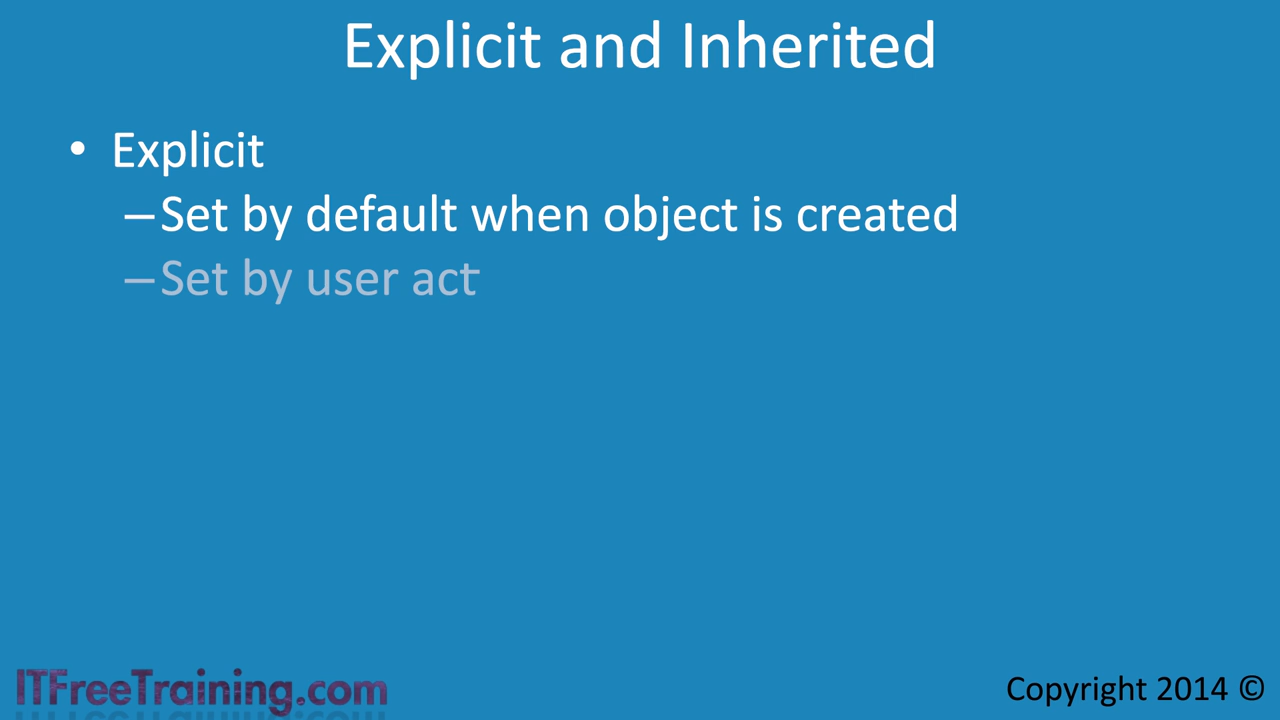 Explicit and Inherited
• Explicit
–Set by default when object is created
–Set by user act
ITFreeTraining.com
Copyright 2014 ©